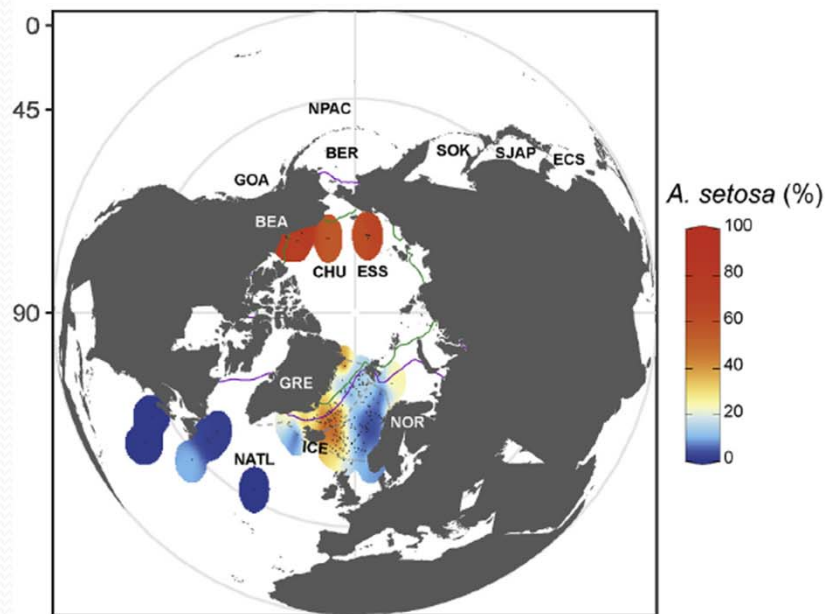 0
45
90
NPAC
BER
GOA
SOK
SJAP
ECS
BEA
CHU
ESS
GRE
NOR
ICE
NATL
A. setosa (%)
100
80
60
40
20
0